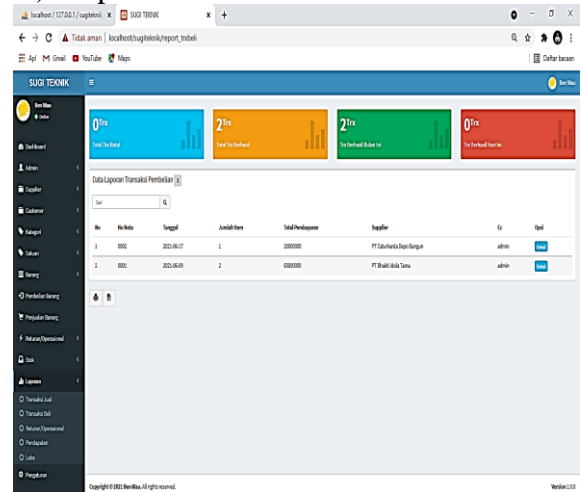 localhost / 127.0.0.1 / sugiteknik
SUGI TEKNIK
Tidak aman | localhost/sugiteknik/report_trxbeli
Apl Gmail YouTube Maps Daftar bacaan
SUGI TEKNIK
Ben Mau
Ben Mau
Online
0Trx
Total Trx Batal
2Trx
Total Trx Berhasil
2Trx
Trx Berhasil Bulan Ini
0Trx
Trx Berhasil Hari Ini
Dashboard
Admin
Supplier
Customer
Kategori
Satuan
Barang
Pembelian Barang
Penjualan Barang
Returan/Operasional
Stok
Laporan
Transaksi Jual
Transaksi Beli
Returan/Operasional
Pendapatan
Laba
Pengaturan
Data Laporan Transaksi Pembelian 2
Cari
No No Nota Tanggal Jumlah Item Total Pembayaran Supplier Cc Opsi
1 0002 2021-06-17 1 PT Caturkarda Depo Bangun admin Detail
2 0001 2021-06-09 2 PT Bhakti Idola Tama admin Detail
Copyright © 2021 Ben Mau. All rights reserved.
Version 1.0.0